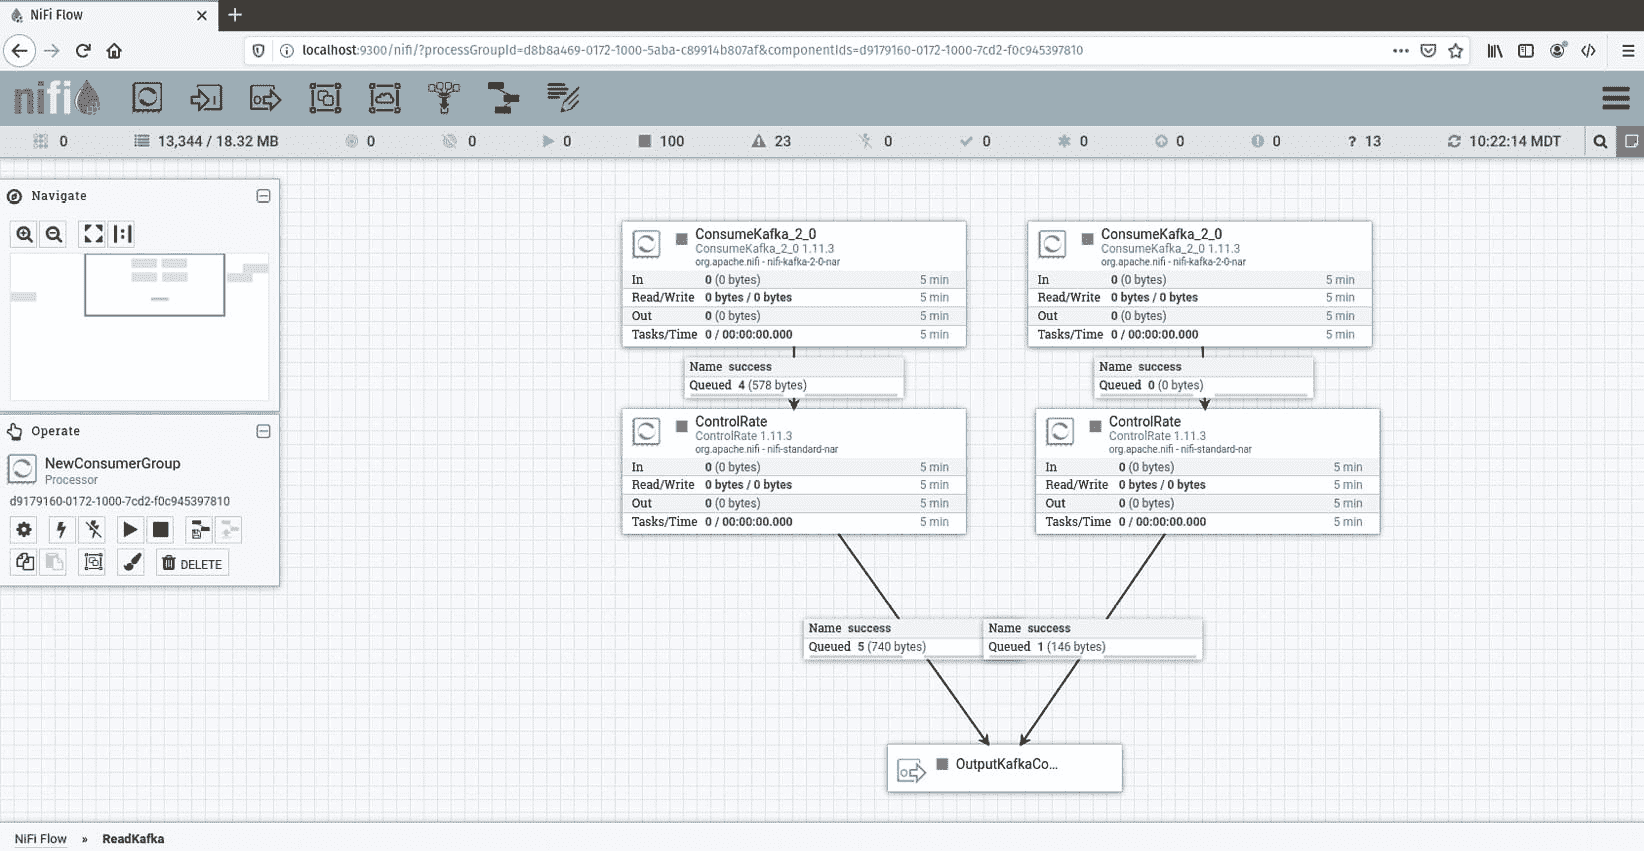 NiFi Flow
localhost:9300/nifi/?processGroupId=d8b8a469-0172-1000-5aba-c89914b807af&componentIds=d9179160-0172-1000-7cd2-f0c945397810
nifi
0 13,344 / 18.32 MB 0 0 0 100 23 0 0 0 0 0 ? 13 10:22:14 MDT
Navigate
Operate
NewConsumerGroup
Processor
d9179160-0172-1000-7cd2-f0c945397810
DELETE
ConsumeKafka_2_0
ConsumeKafka_2_0 1.11.3
org.apache.nifi - nifi-kafka-2-0-nar
In 0 (0 bytes) 5 min
Read/Write 0 bytes / 0 bytes 5 min
Out 0 (0 bytes) 5 min
Tasks/Time 0 / 00:00:00.000 5 min
ConsumeKafka_2_0
ConsumeKafka_2_0 1.11.3
org.apache.nifi - nifi-kafka-2-0-nar
In 0 (0 bytes) 5 min
Read/Write 0 bytes / 0 bytes 5 min
Out 0 (0 bytes) 5 min
Tasks/Time 0 / 00:00:00.000 5 min
Name success
Queued 4 (578 bytes)
Name success
Queued 0 (0 bytes)
ControlRate
ControlRate 1.11.3
org.apache.nifi - nifi-standard-nar
In 0 (0 bytes) 5 min
Read/Write 0 bytes / 0 bytes 5 min
Out 0 (0 bytes) 5 min
Tasks/Time 0 / 00:00:00.000 5 min
ControlRate
ControlRate 1.11.3
org.apache.nifi - nifi-standard-nar
In 0 (0 bytes) 5 min
Read/Write 0 bytes / 0 bytes 5 min
Out 0 (0 bytes) 5 min
Tasks/Time 0 / 00:00:00.000 5 min
Name success
Queued 5 (740 bytes)
Name success
Queued 1 (146 bytes)
OutputKafkaCo...
NiFi Flow » ReadKafka